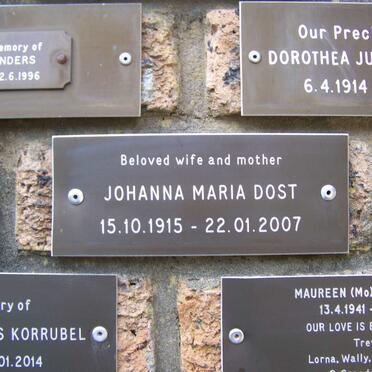 emory of
NDERS
2.6.1996
Our Preci
DOROTHEA JU
6.4.1914
Beloved wife and mother
JOHANNA MARIA DOST
15.10.1915 - 22.01.2007
ry of
S KORRUBEL
01.2014
MAUREEN (Mo)
13.4.1941 -
OUR LOVE IS E
Trev
Lorna, Wally,